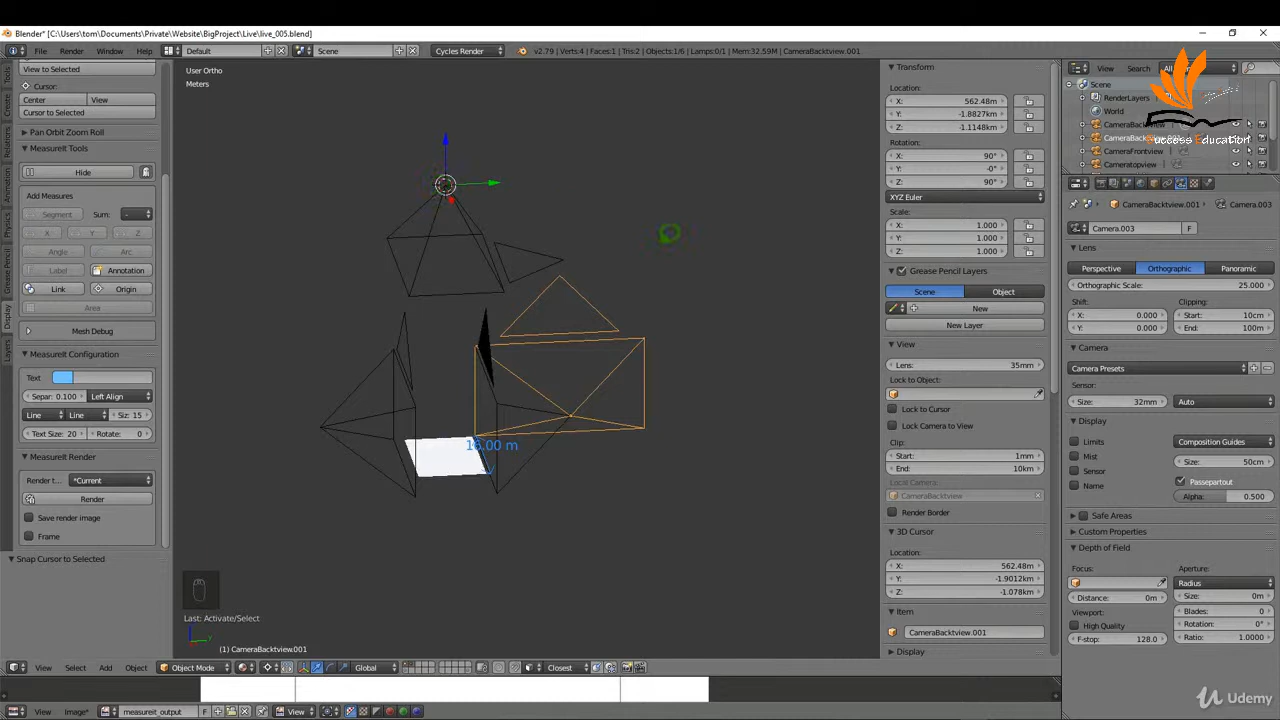 Blender* [C:\Users\tom\Documents\Private\Website\BigProject\Live\live_005.blend]
File Render Window Help Default Scene Cycles Render v2.79 | Verts:4 | Faces:1 | Tris:2 | Objects:1/6 | Lamps:0/1 | Mem:32.59M | CameraBacktview.001
View to Selected
Cursor:
Center View
Cursor to Selected
Pan Orbit Zoom Roll
MeasureIt Tools
Hide
Add Measures
Segment Sum: -
X Y Z
Angle Arc
Label Annotation
Link Origin
Area
Mesh Debug
MeasureIt Configuration
Text
Separ: 0.100 Left Align
Line Line Siz: 15
Text Size: 20 Rotate: 0
MeasureIt Render
Render t... *Current
Render
Save render image
Frame
Snap Cursor to Selected
Tools
Create
Relations
Animation
Physics
Grease Pencil
Display
Layers
User Ortho
Meters
16.00 m
Last: Activate/Select
(1) CameraBacktview.001
View Select Add Object Object Mode Global Closest
View Image* measureit_output F View
Transform
Location:
X: 562.48m
Y: -1.8827km
Z: -1.1148km
Rotation:
X: 90°
Y: -0°
Z: 90°
XYZ Euler
Scale:
X: 1.000
Y: 1.000
Z: 1.000
Grease Pencil Layers
Scene Object
New
New Layer
View
Lens: 35mm
Lock to Object:
Lock to Cursor
Lock Camera to View
Clip:
Start: 1mm
End: 10km
Local Camera:
CameraBacktview
Render Border
3D Cursor
Location:
X: 562.48m
Y: -1.9012km
Z: -1.078km
Item
CameraBacktview.001
Display
View Search
Scene
RenderLayers
World
CameraFrontview
Cameratopview
Success Education
CameraBacktview.001 Camera.003
Camera.003 F
Lens
Perspective Orthographic Panoramic
Orthographic Scale: 25.000
Shift: Clipping:
X: 0.000 Start: 10cm
Y: 0.000 End: 100m
Camera
Camera Presets
Sensor:
Size: 32mm Auto
Display
Limits Composition Guides
Mist Size: 50cm
Sensor Passepartout
Name Alpha: 0.500
Safe Areas
Custom Properties
Depth of Field
Focus: Aperture:
Radius
Distance: 0m Size: 0m
Viewport: Blades: 0
High Quality Rotation: 0°
F-stop: 128.0 Ratio: 1.0000
Udemy